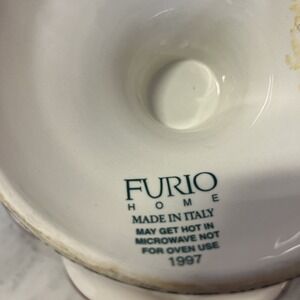 FURIO
HOME
MADE IN ITALY
MAY GET HOT IN
MICROWAVE NOT
FOR OVEN USE
1997